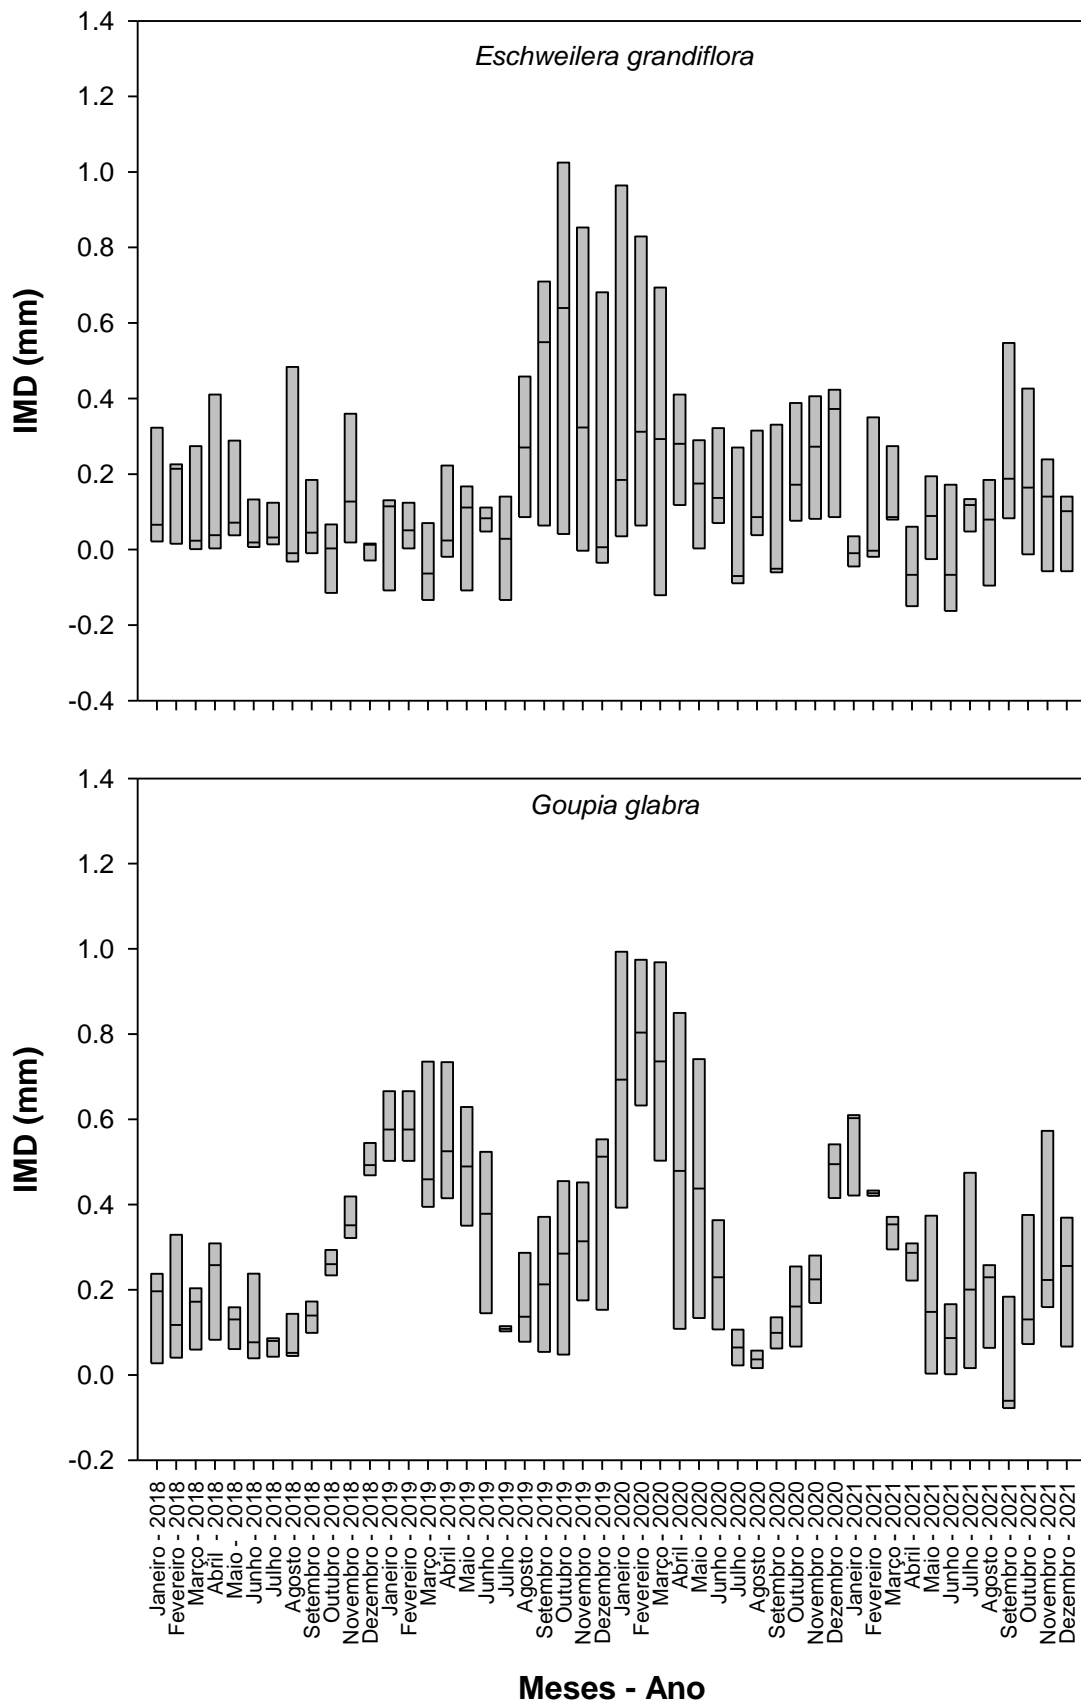 1.4
Eschweilera grandiflora
1.2
1.0
0.8
0.6
0.4
0.2
0.0
-0.2
-0.4
IMD (mm)
1.4
Goupia glabra
1.2
1.0
0.8
0.6
0.4
0.2
0.0
-0.2
IMD (mm)
Janeiro - 2018
Fevereiro - 2018
Março - 2018
Abril - 2018
Maio - 2018
Junho - 2018
Julho - 2018
Agosto - 2018
Setembro - 2018
Outubro - 2018
Novembro - 2018
Dezembro - 2018
Janeiro - 2019
Fevereiro - 2019
Março - 2019
Abril - 2019
Maio - 2019
Junho - 2019
Julho - 2019
Agosto - 2019
Setembro - 2019
Outubro - 2019
Novembro - 2019
Dezembro - 2019
Janeiro - 2020
Fevereiro - 2020
Março - 2020
Abril - 2020
Maio - 2020
Junho - 2020
Julho - 2020
Agosto - 2020
Setembro - 2020
Outubro - 2020
Novembro - 2020
Dezembro - 2020
Janeiro - 2021
Fevereiro - 2021
Março - 2021
Abril - 2021
Maio - 2021
Junho - 2021
Julho - 2021
Agosto - 2021
Setembro - 2021
Outubro - 2021
Novembro - 2021
Dezembro - 2021
Meses - Ano